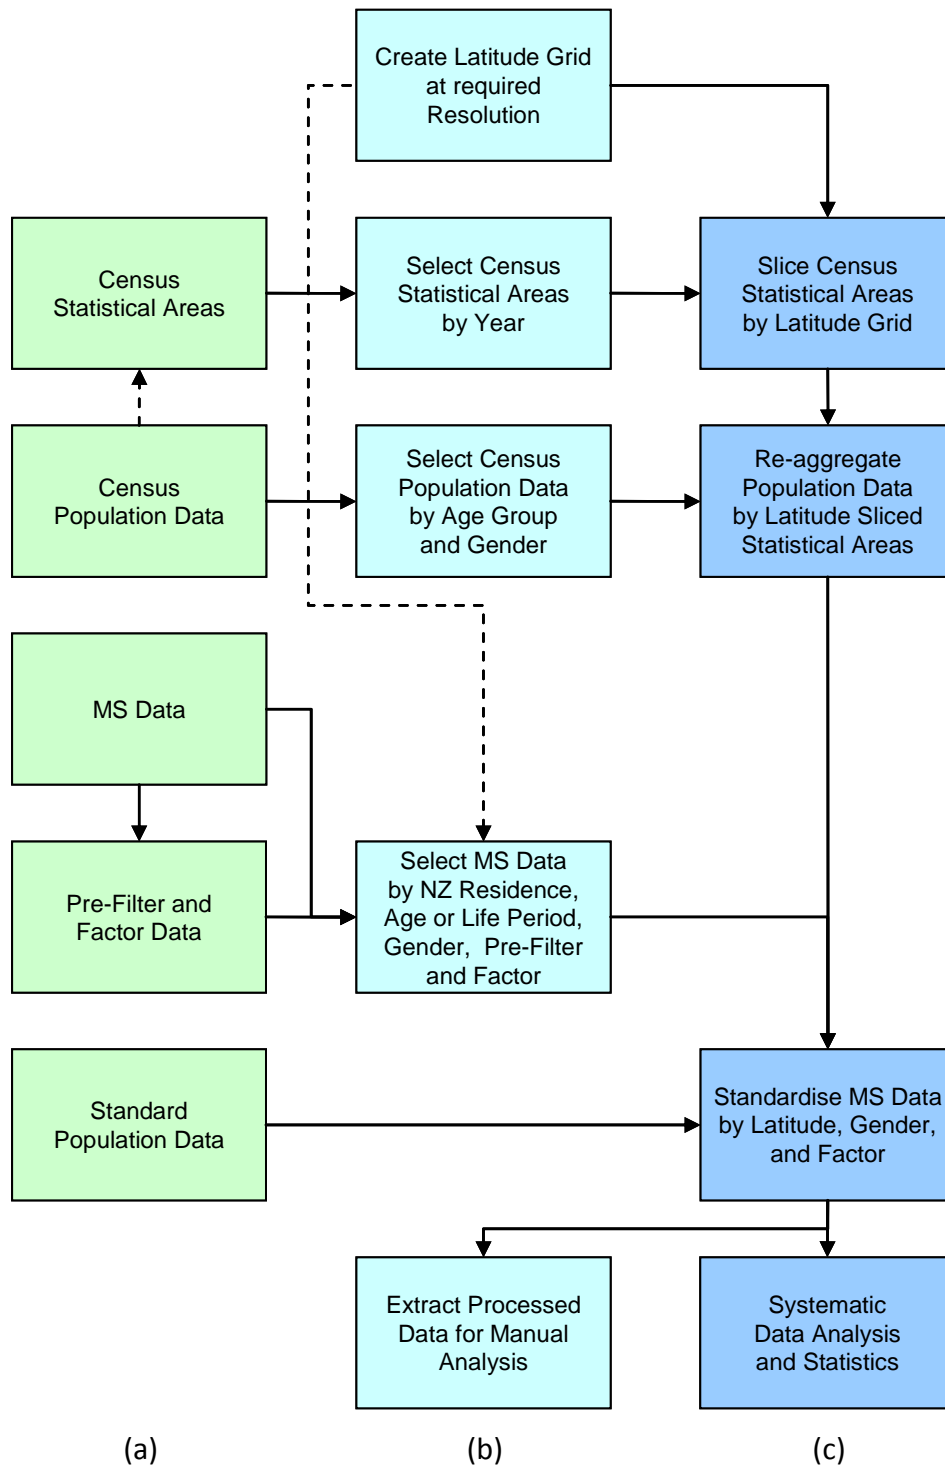 Create Latitude Grid
at required
Resolution
Census
Statistical Areas
Select Census
Statistical Areas
by Year
Slice Census
Statistical Areas
by Latitude Grid
Census
Population Data
Select Census
Population Data
by Age Group
and Gender
Re-aggregate
Population Data
by Latitude Sliced
Statistical Areas
MS Data
Pre-Filter and
Factor Data
Select MS Data
by NZ Residence,
Age or Life Period,
Gender, Pre-Filter
and Factor
Standard
Population Data
Standardise MS Data
by Latitude, Gender,
and Factor
Extract Processed
Data for Manual
Analysis
Systematic
Data Analysis
and Statistics
(a)
(b)
(c)